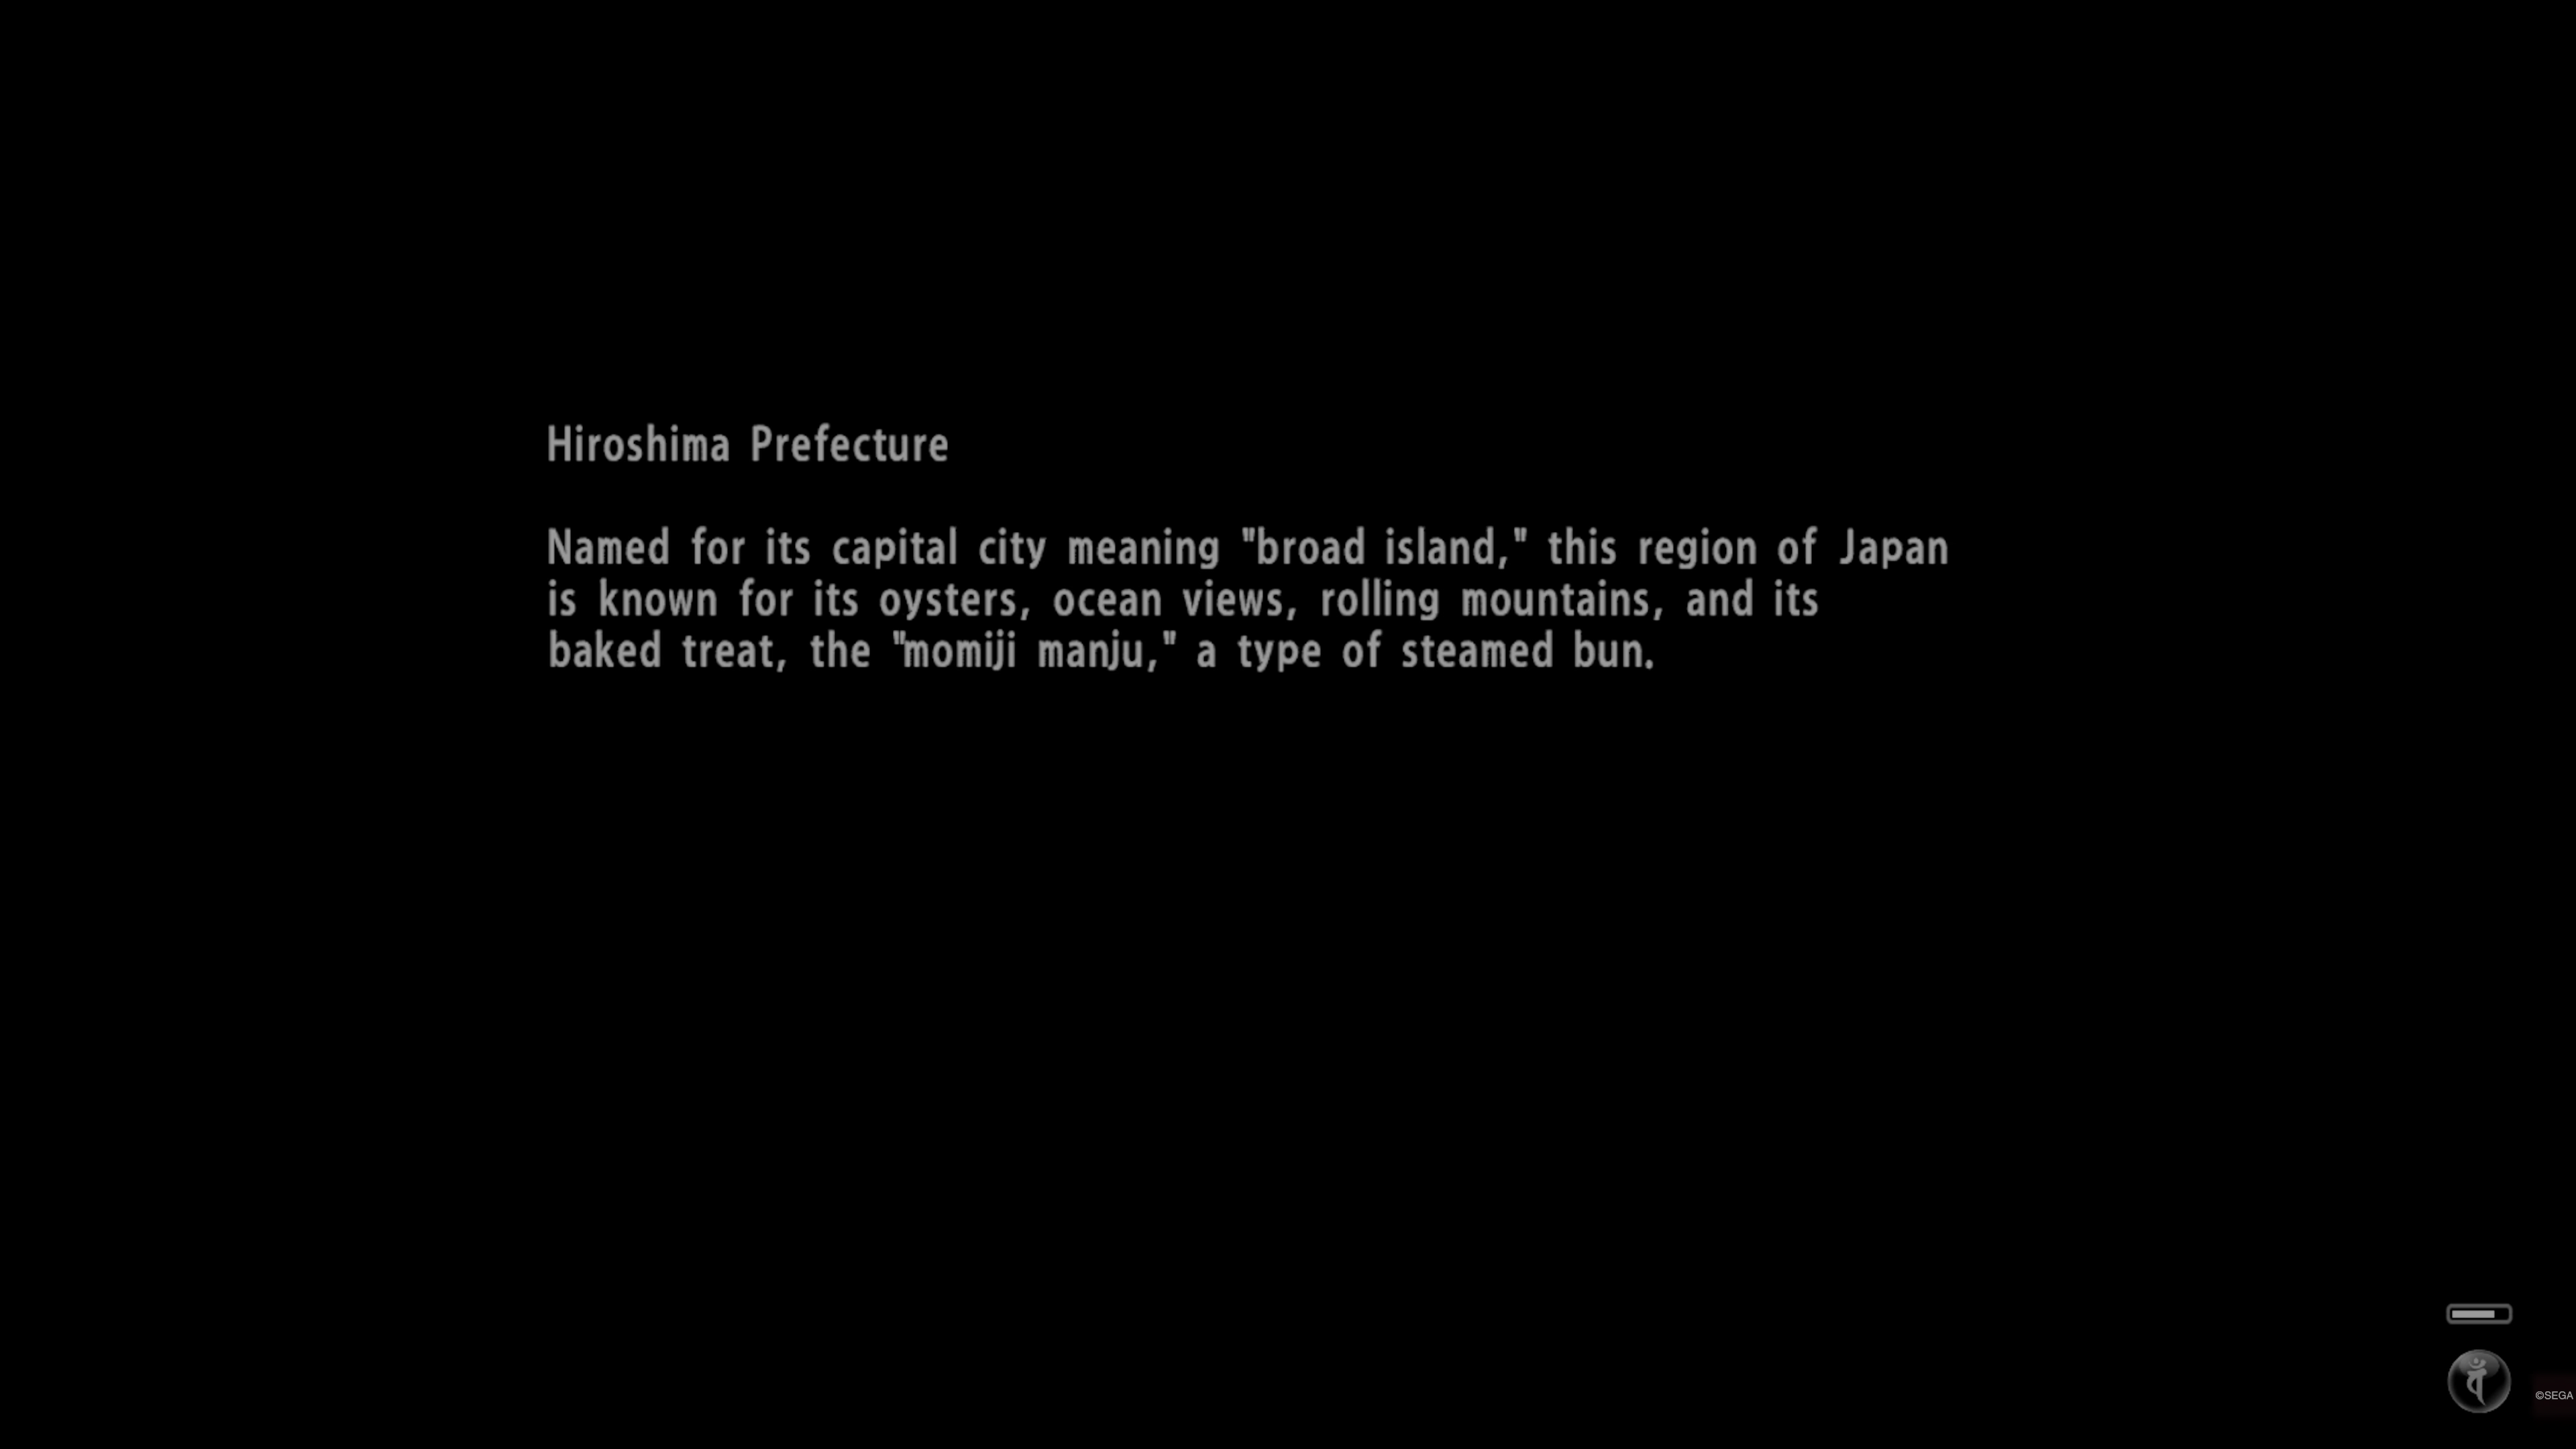 Hiroshima Prefecture
Named for its capital city meaning "broad island," this region of Japan
is known for its oysters, ocean views, rolling mountains, and its
baked treat, the "momiji manju," a type of steamed bun.
©SEGA